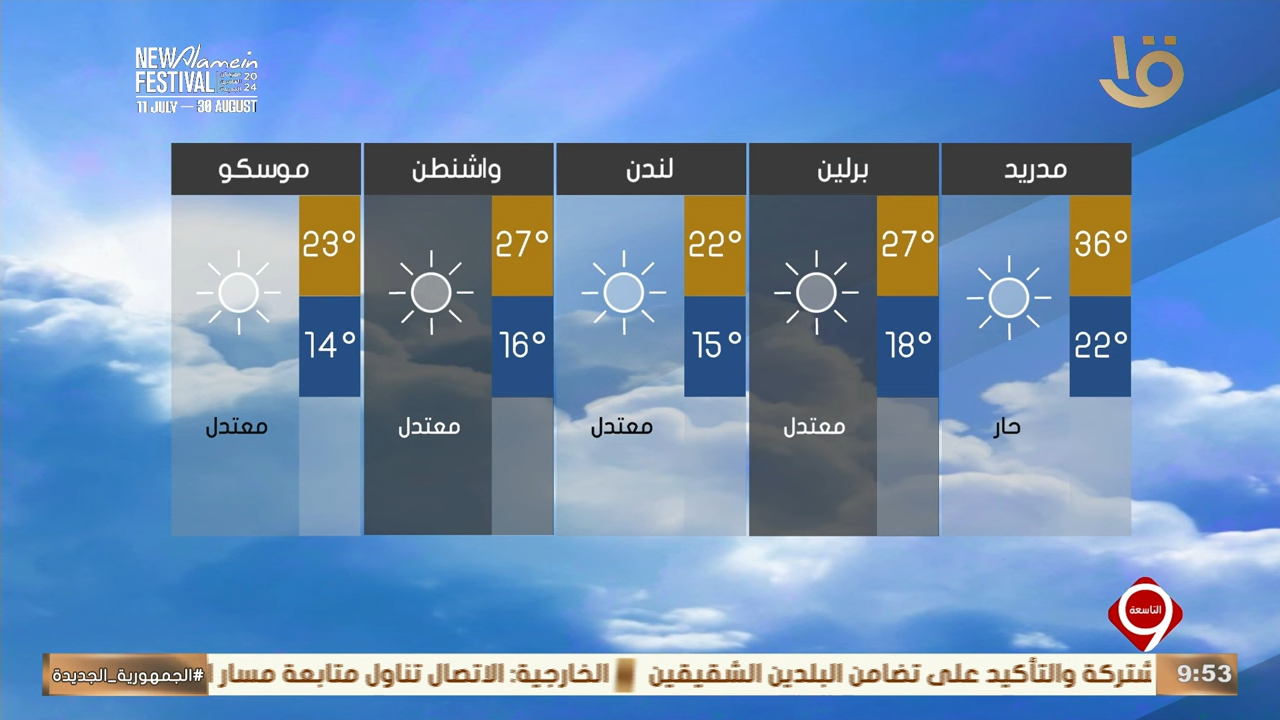 NEW Alamein
FESTIVAL 20
24
11 JULY — 30 AUGUST
مدريد
36°
22°
حار
برلين
27°
18°
معتدل
لندن
22°
15°
معتدل
واشنطن
27°
16°
معتدل
موسكو
23°
14°
معتدل
التاسعة
9
9:53
شتركة والتأكيد على تضامن البلدين الشقيقين الخارجية: الاتصال تناول متابعة مسار ا
#الجمهورية_الجديدة